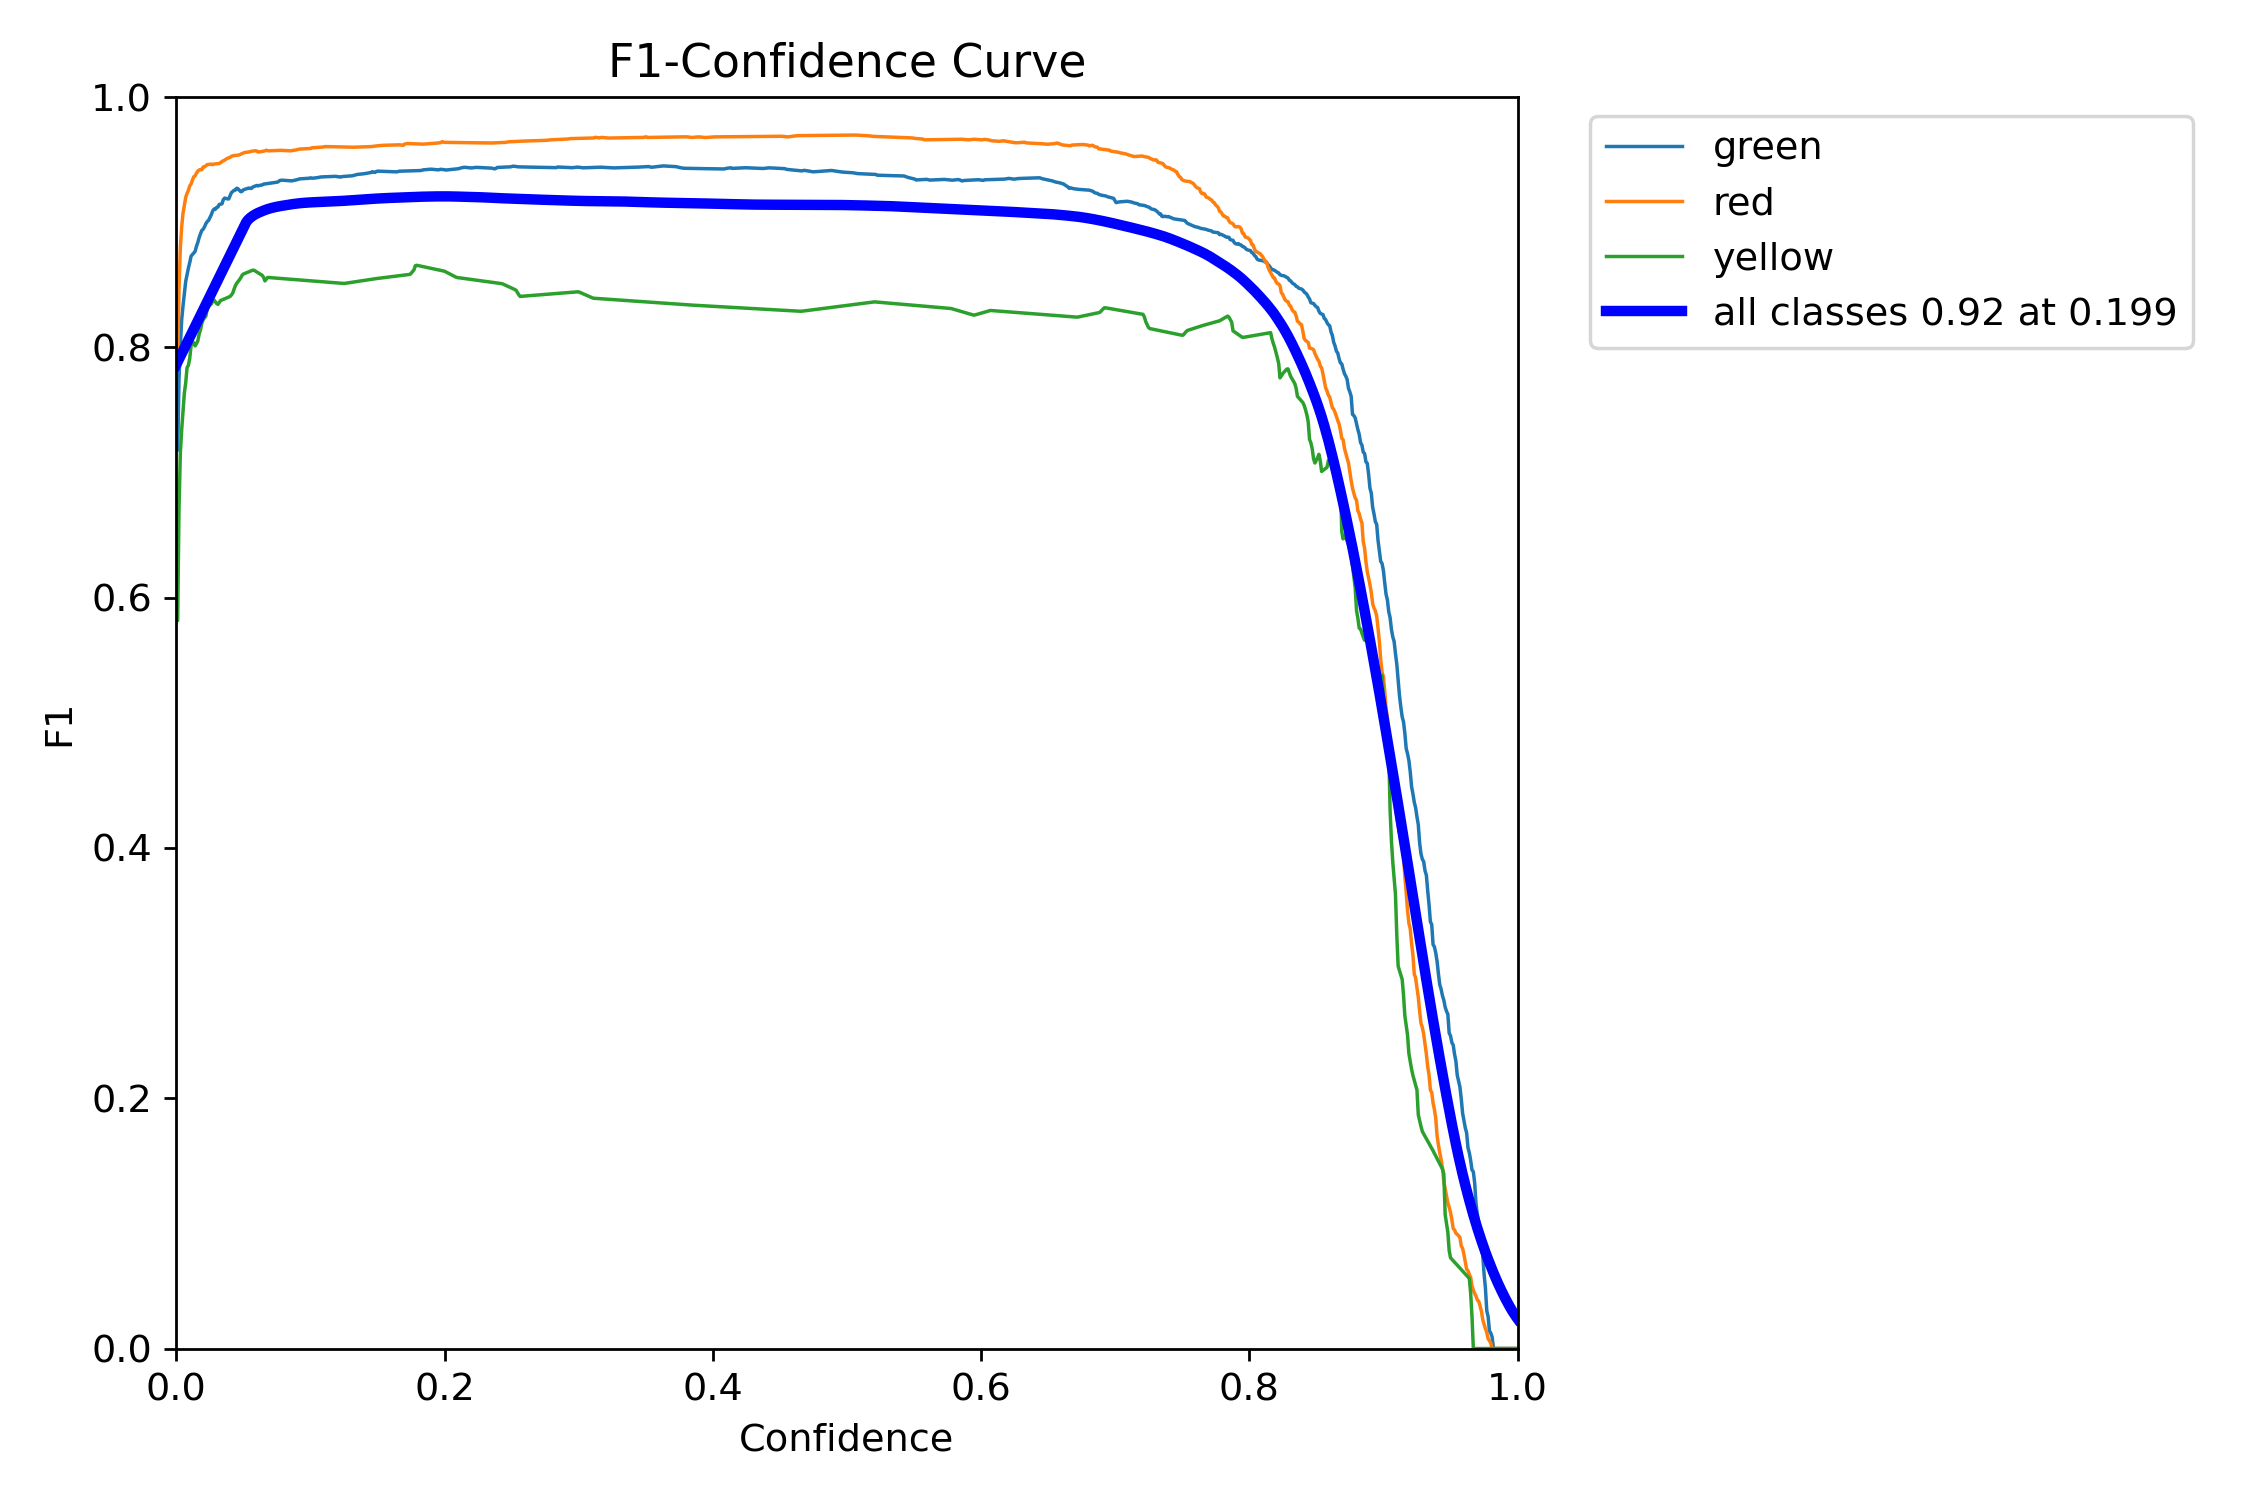 F1-Confidence Curve
1.0
0.8
0.6
0.4
0.2
0.0
F1
0.0 0.2 0.4 0.6 0.8 1.0
Confidence
green
red
yellow
all classes 0.92 at 0.199